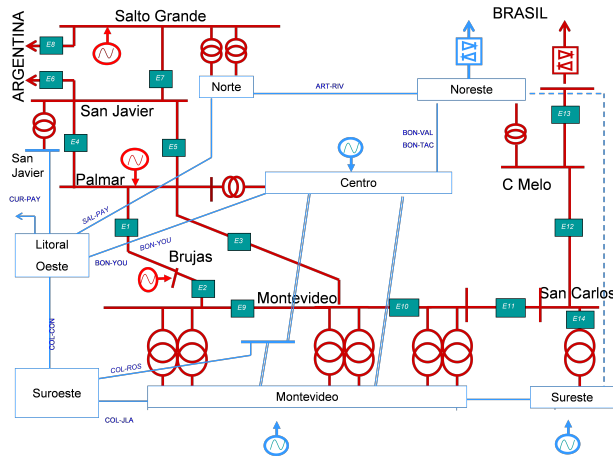 Salto Grande
BRASIL
ARGENTINA
E8
E6
E7
Norte
ART-RIV
Noreste
San Javier
E13
E4
E5
BON-VAL
BON-TAC
San
Javier
C Melo
Palmar
Centro
CUR-PAY
SAL-PAY
E1
E12
Litoral
Oeste
BON-YOU
BON-YOU
E3
Brujas
E2
Montevideo
San Carlos
E9
E10
E11
E14
COL-CON
COL-ROS
Suroeste
Montevideo
Sureste
COL-JLA